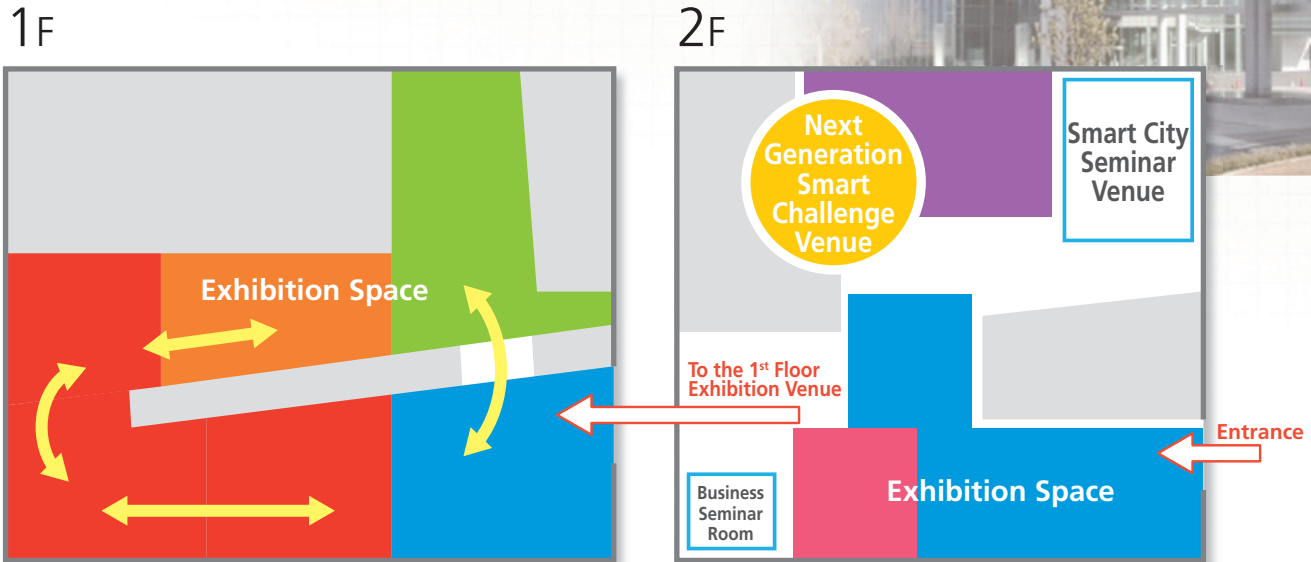 1F
2F
Exhibition Space
Next
Generation
Smart
Challenge
Venue
Smart City
Seminar
Venue
To the 1st Floor
Exhibition Venue
Entrance
Business
Seminar
Room
Exhibition Space